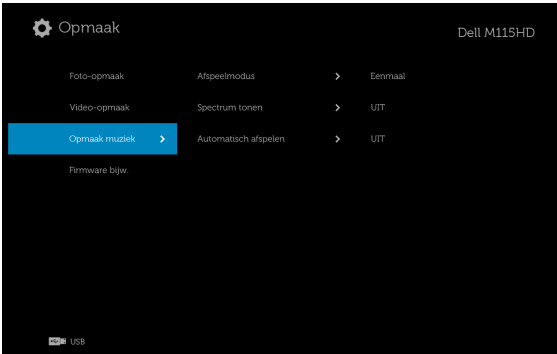 Opmaak
Dell M115HD
Foto-opmaak
Afspeelmodus
Eenmaal
Video-opmaak
Spectrum tonen
UIT
Opmaak muziek
Automatisch afspelen
UIT
Firmware bijw.
USB